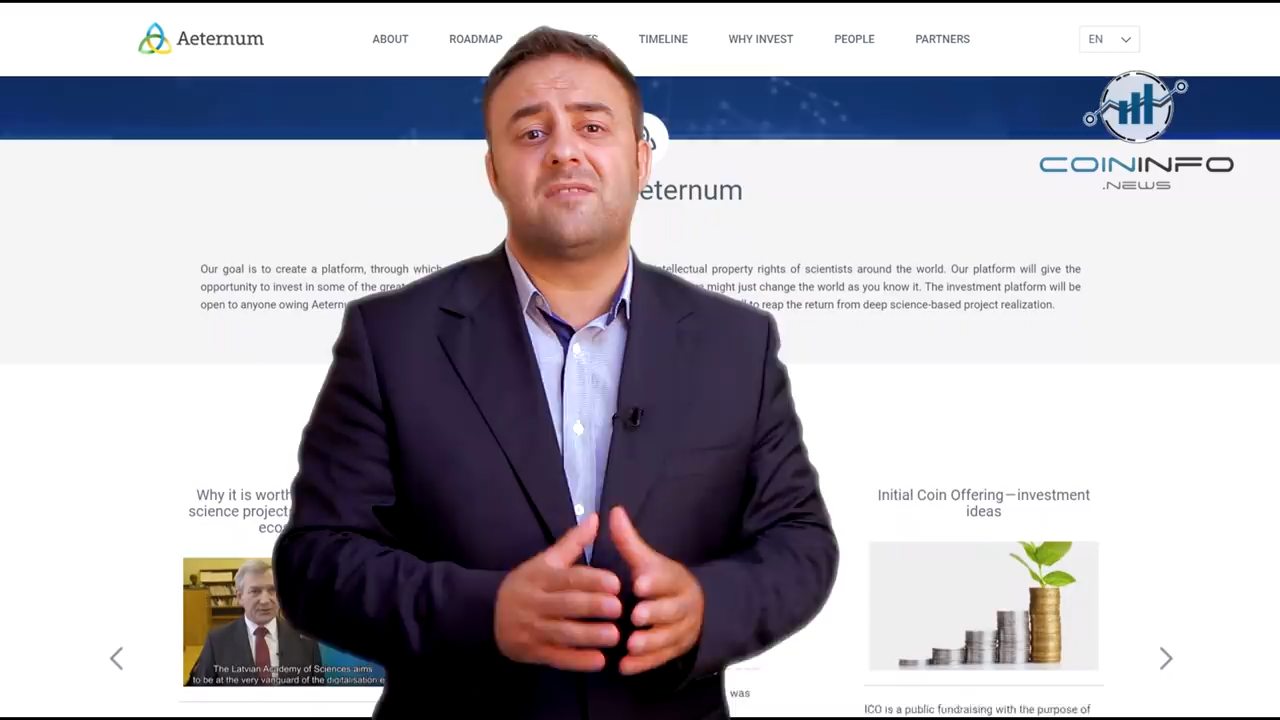 Aeternum
ABOUT ROADMAP TIMELINE WHY INVEST PEOPLE PARTNERS EN
COININFO
.NEWS
eternum
Our goal is to create a platform, through which intellectual property rights of scientists around the world. Our platform will give the
opportunity to invest in some of the great might just change the world as you know it. The investment platform will be
open to anyone owing Aeternu to reap the return from deep science-based project realization.
Why it is worth
science project
eco
Initial Coin Offering—investment
ideas
The Latvian Academy of Sciences aims
to be at the very vanguard of the digitalisation e
was
ICO is a public fundraising with the purpose of